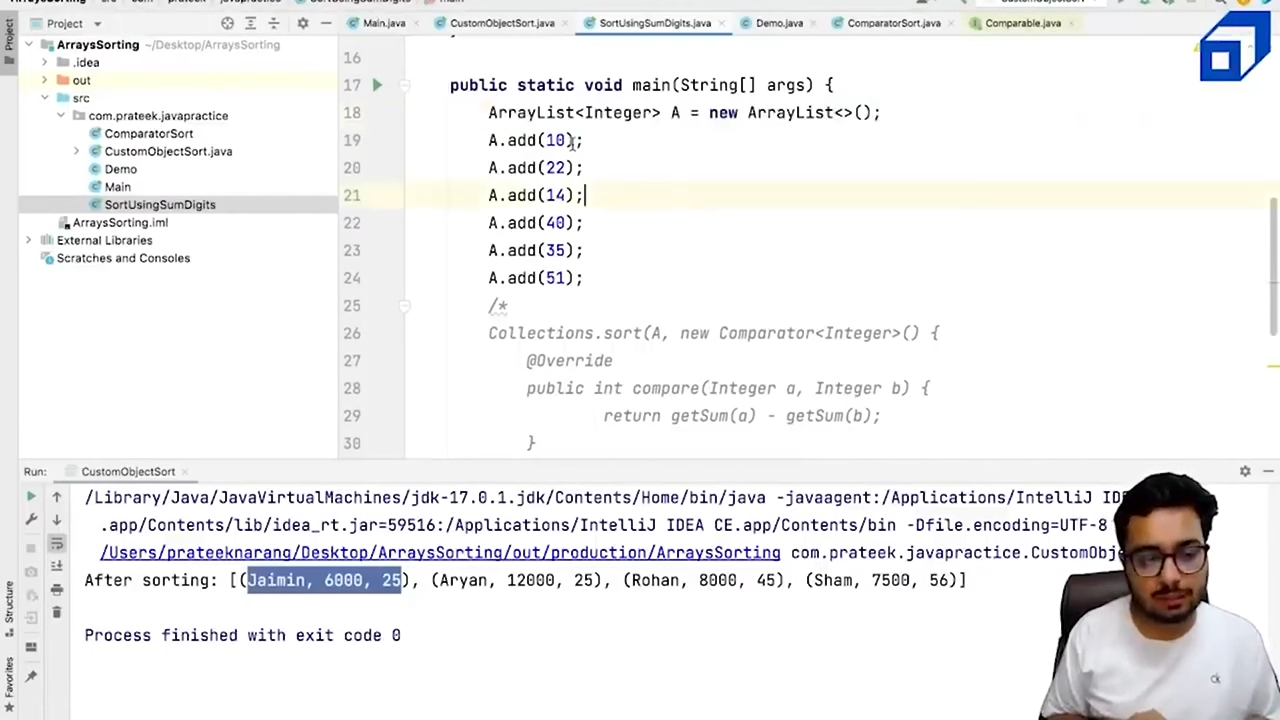 Project
Main.java
CustomObjectSort.java
SortUsingSumDigits.java
Demo.java
ComparatorSort.java
Comparable.java
Project
ArraysSorting ~/Desktop/ArraysSorting
.idea
out
src
com.prateek.javapractice
ComparatorSort
CustomObjectSort.java
Demo
Main
SortUsingSumDigits
ArraysSorting.iml
External Libraries
Scratches and Consoles
16
17 public static void main(String[] args) {
18 ArrayList<Integer> A = new ArrayList<>();
19 A.add(10);
20 A.add(22);
21 A.add(14);
22 A.add(40);
23 A.add(35);
24 A.add(51);
25 /*
26 Collections.sort(A, new Comparator<Integer>() {
27 @Override
28 public int compare(Integer a, Integer b) {
29 return getSum(a) - getSum(b);
30 }
Run: CustomObjectSort
/Library/Java/JavaVirtualMachines/jdk-17.0.1.jdk/Contents/Home/bin/java -javaagent:/Applications/IntelliJ
.app/Contents/lib/idea_rt.jar=59516:/Applications/IntelliJ IDEA CE.app/Contents/bin -Dfile.encoding=UTF-8
/Users/prateeknarang/Desktop/ArraysSorting/out/production/ArraysSorting com.prateek.javapractice.CustomObje
After sorting: [(Jaimin, 6000, 25), (Aryan, 12000, 25), (Rohan, 8000, 45), (Sham, 7500, 56)]
Process finished with exit code 0
Structure
Favorites